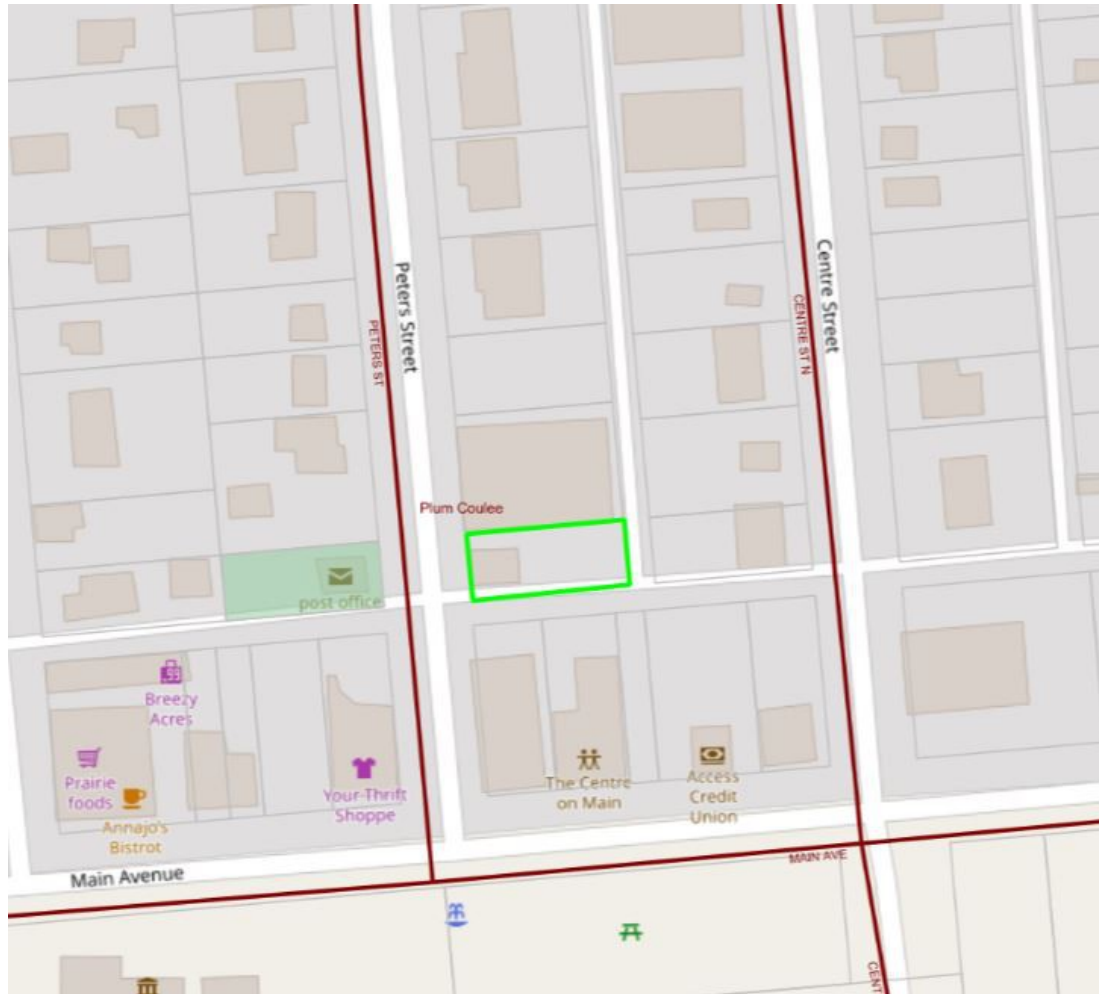 Peters Street
PETERS ST
Centre Street
CENTRE ST N
Plum Coulee
post office
Breezy
Acres
Prairie
foods
Annajo's
Bistrot
Your-Thrift
Shoppe
The Centre
on Main
Access
Credit
Union
MAIN AVE
Main Avenue
CENT